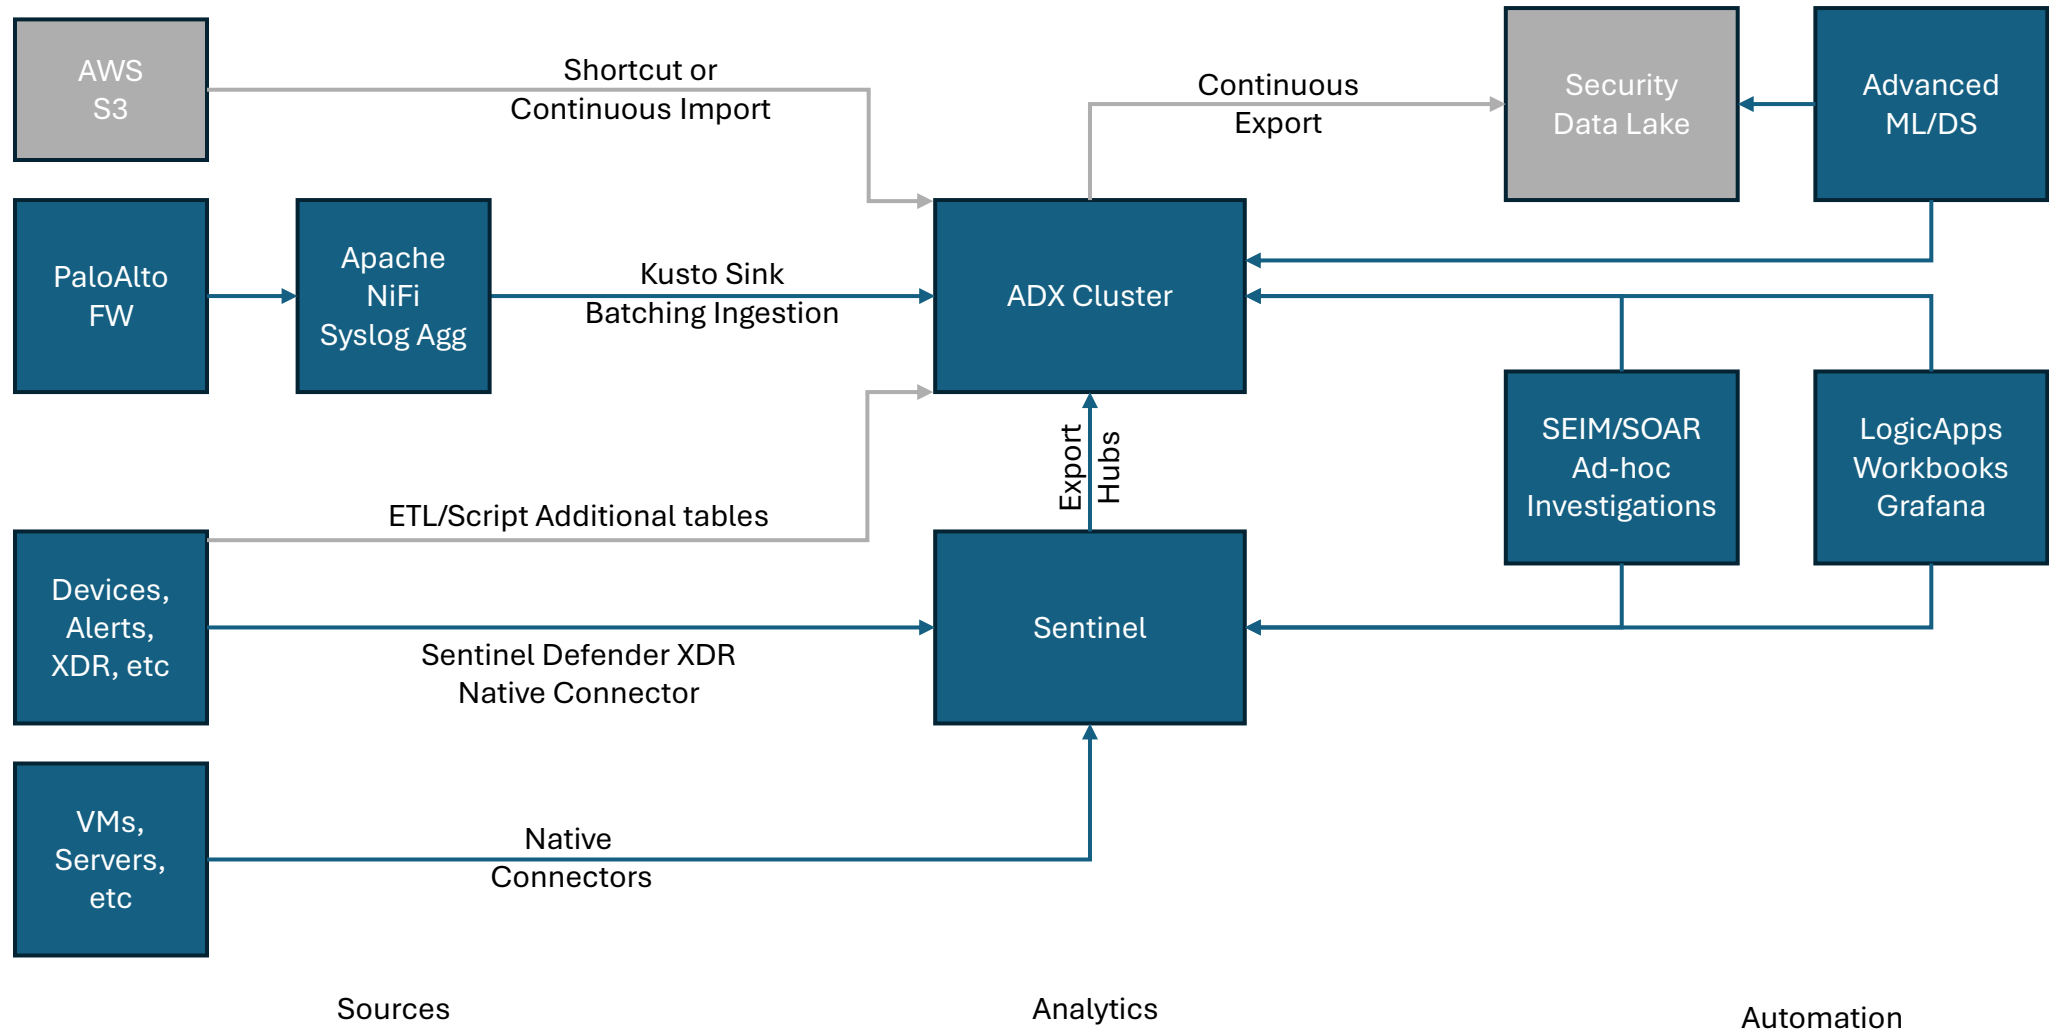 AWS
S3
Shortcut or
Continuous Import
Continuous
Export
Security
Data Lake
Advanced
ML/DS
PaloAlto
FW
Apache
NiFi
Syslog Agg
Kusto Sink
Batching Ingestion
ADX Cluster
Export
Hubs
SEIM/SOAR
Ad-hoc
Investigations
LogicApps
Workbooks
Grafana
ETL/Script Additional tables
Devices,
Alerts,
XDR, etc
Sentinel Defender XDR
Native Connector
Sentinel
VMs,
Servers,
etc
Native
Connectors
Sources
Analytics
Automation